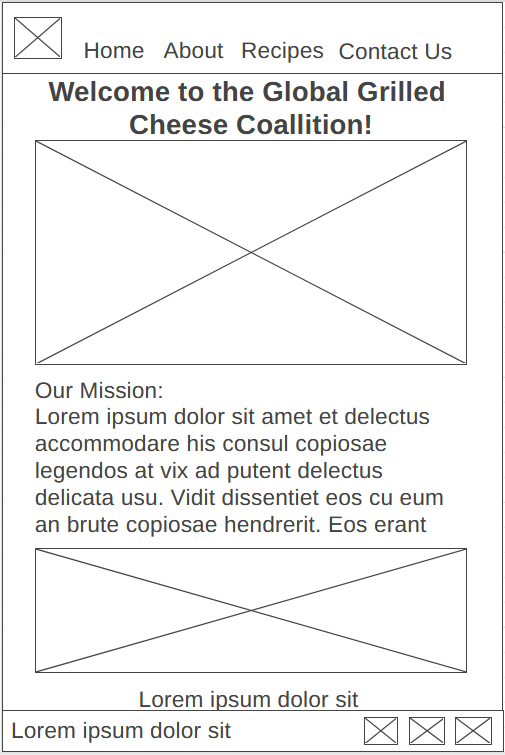 Home About Recipes Contact Us
Welcome to the Global Grilled
Cheese Coallition!
Our Mission:
Lorem ipsum dolor sit amet et delectus
accommodare his consul copiosae
legendos at vix ad putent delectus
delicata usu. Vidit dissentiet eos cu eum
an brute copiosae hendrerit. Eos erant
Lorem ipsum dolor sit
Lorem ipsum dolor sit